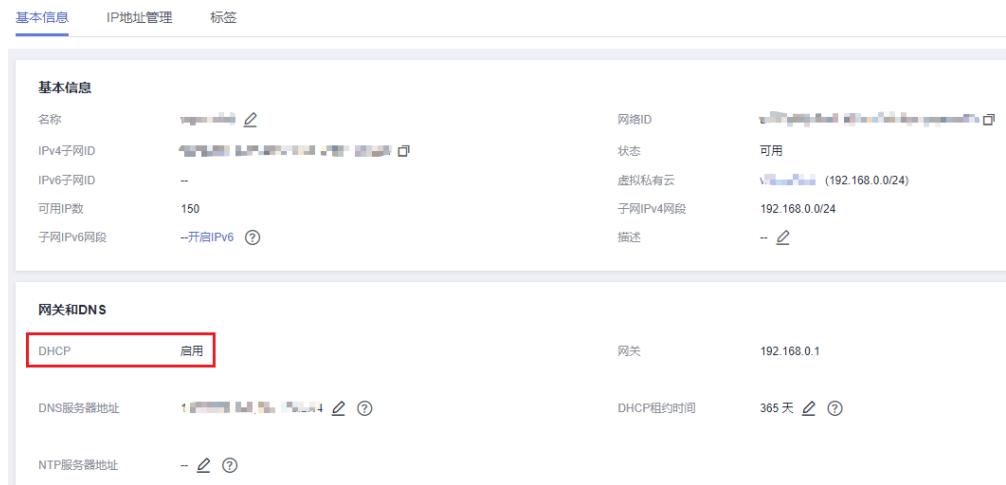 基本信息 IP地址管理 标签
基本信息
名称 网络ID
IPv4子网ID 状态 可用
IPv6子网ID -- 虚拟私有云 (192.168.0.0/24)
可用IP数 150 子网IPv4网段 192.168.0.0/24
子网IPv6网段 --开启IPv6 描述 --
网关和DNS
DHCP 启用 网关 192.168.0.1
DNS服务器地址 DHCP租约时间 365 天
NTP服务器地址 --